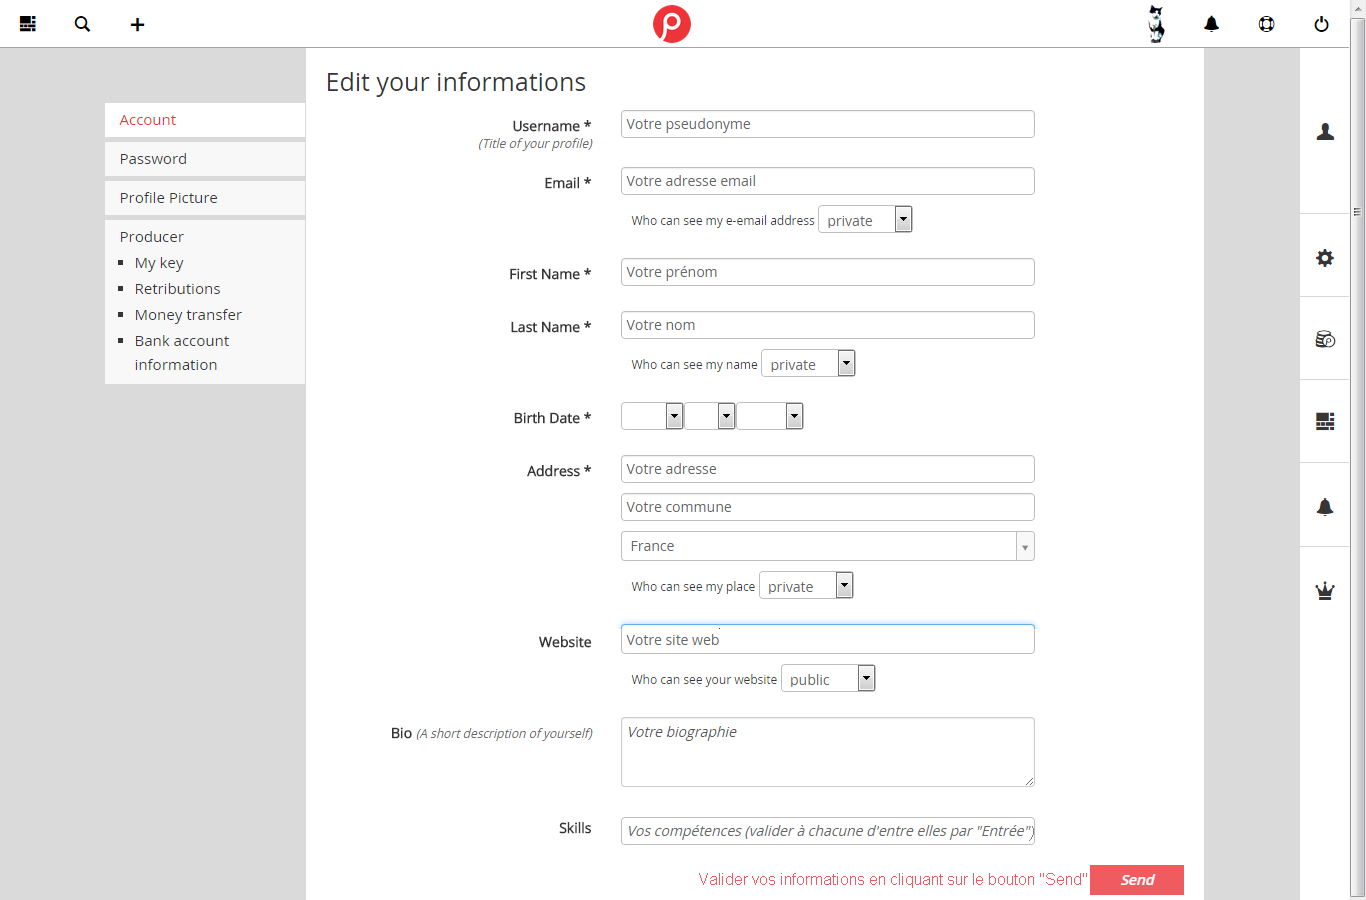 Edit your informations
Account
Password
Profile Picture
Producer
My key
Retributions
Money transfer
Bank account
information
Username *
(Title of your profile)
Votre pseudonyme
Email *
Votre adresse email
Who can see my e-email address private
First Name *
Votre prénom
Last Name *
Votre nom
Who can see my name private
Birth Date *
Address *
Votre adresse
Votre commune
France
Who can see my place private
Website
Votre site web
Who can see your website public
Bio (A short description of yourself)
Votre biographie
Skills
Vos compétences (valider à chacune d'entre elles par "Entrée")
Valider vos informations en cliquant sur le bouton "Send"
Send